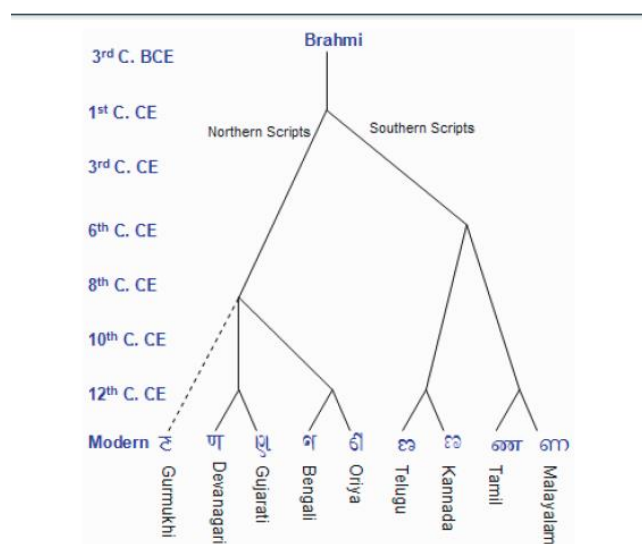 Brahmi
3rd C. BCE
1st C. CE
Northern Scripts
Southern Scripts
3rd C. CE
6th C. CE
8th C. CE
10th C. CE
12th C. CE
Modern ਣ ण ણ ণ ଣ ణ ಣ ண ണ
Gurmukhi
Devanagari
Gujarati
Bengali
Oriya
Telugu
Kannada
Tamil
Malayalam